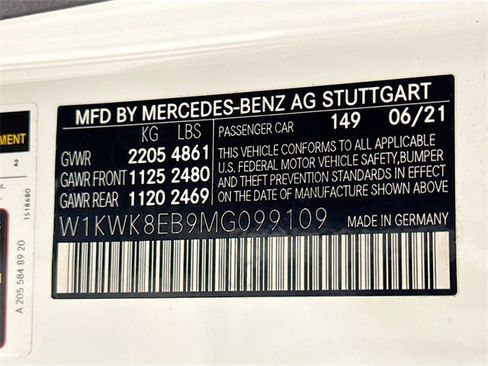 MFD BY MERCEDES-BENZ AG STUTTGART
KG LBS
PASSENGER CAR 149 06/21
GVWR 2205 4861
GAWR FRONT 1125 2480
GAWR REAR 1120 2469
THIS VEHICLE CONFORMS TO ALL APPLICABLE
U.S. FEDERAL MOTOR VEHICLE SAFETY, BUMPER
AND THEFT PREVENTION STANDARDS IN EFFECT
ON THE DATE OF MANUFACTURE SHOWN ABOVE
W1KWK8EB9MG099109 MADE IN GERMANY
A 205 584 89 20
1518680